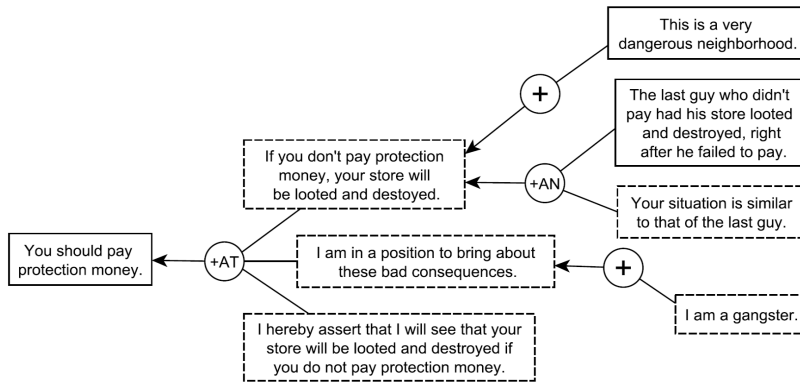 This is a very
dangerous neighborhood.
+
The last guy who didn't
pay had his store looted
and destroyed, right
after he failed to pay.
If you don't pay protection
money, your store will
be looted and destoyed.
+AN
Your situation is similar
to that of the last guy.
You should pay
protection money.
+AT
I am in a position to bring about
these bad consequences.
+
I am a gangster.
I hereby assert that I will see that your
store will be looted and destroyed if
you do not pay protection money.